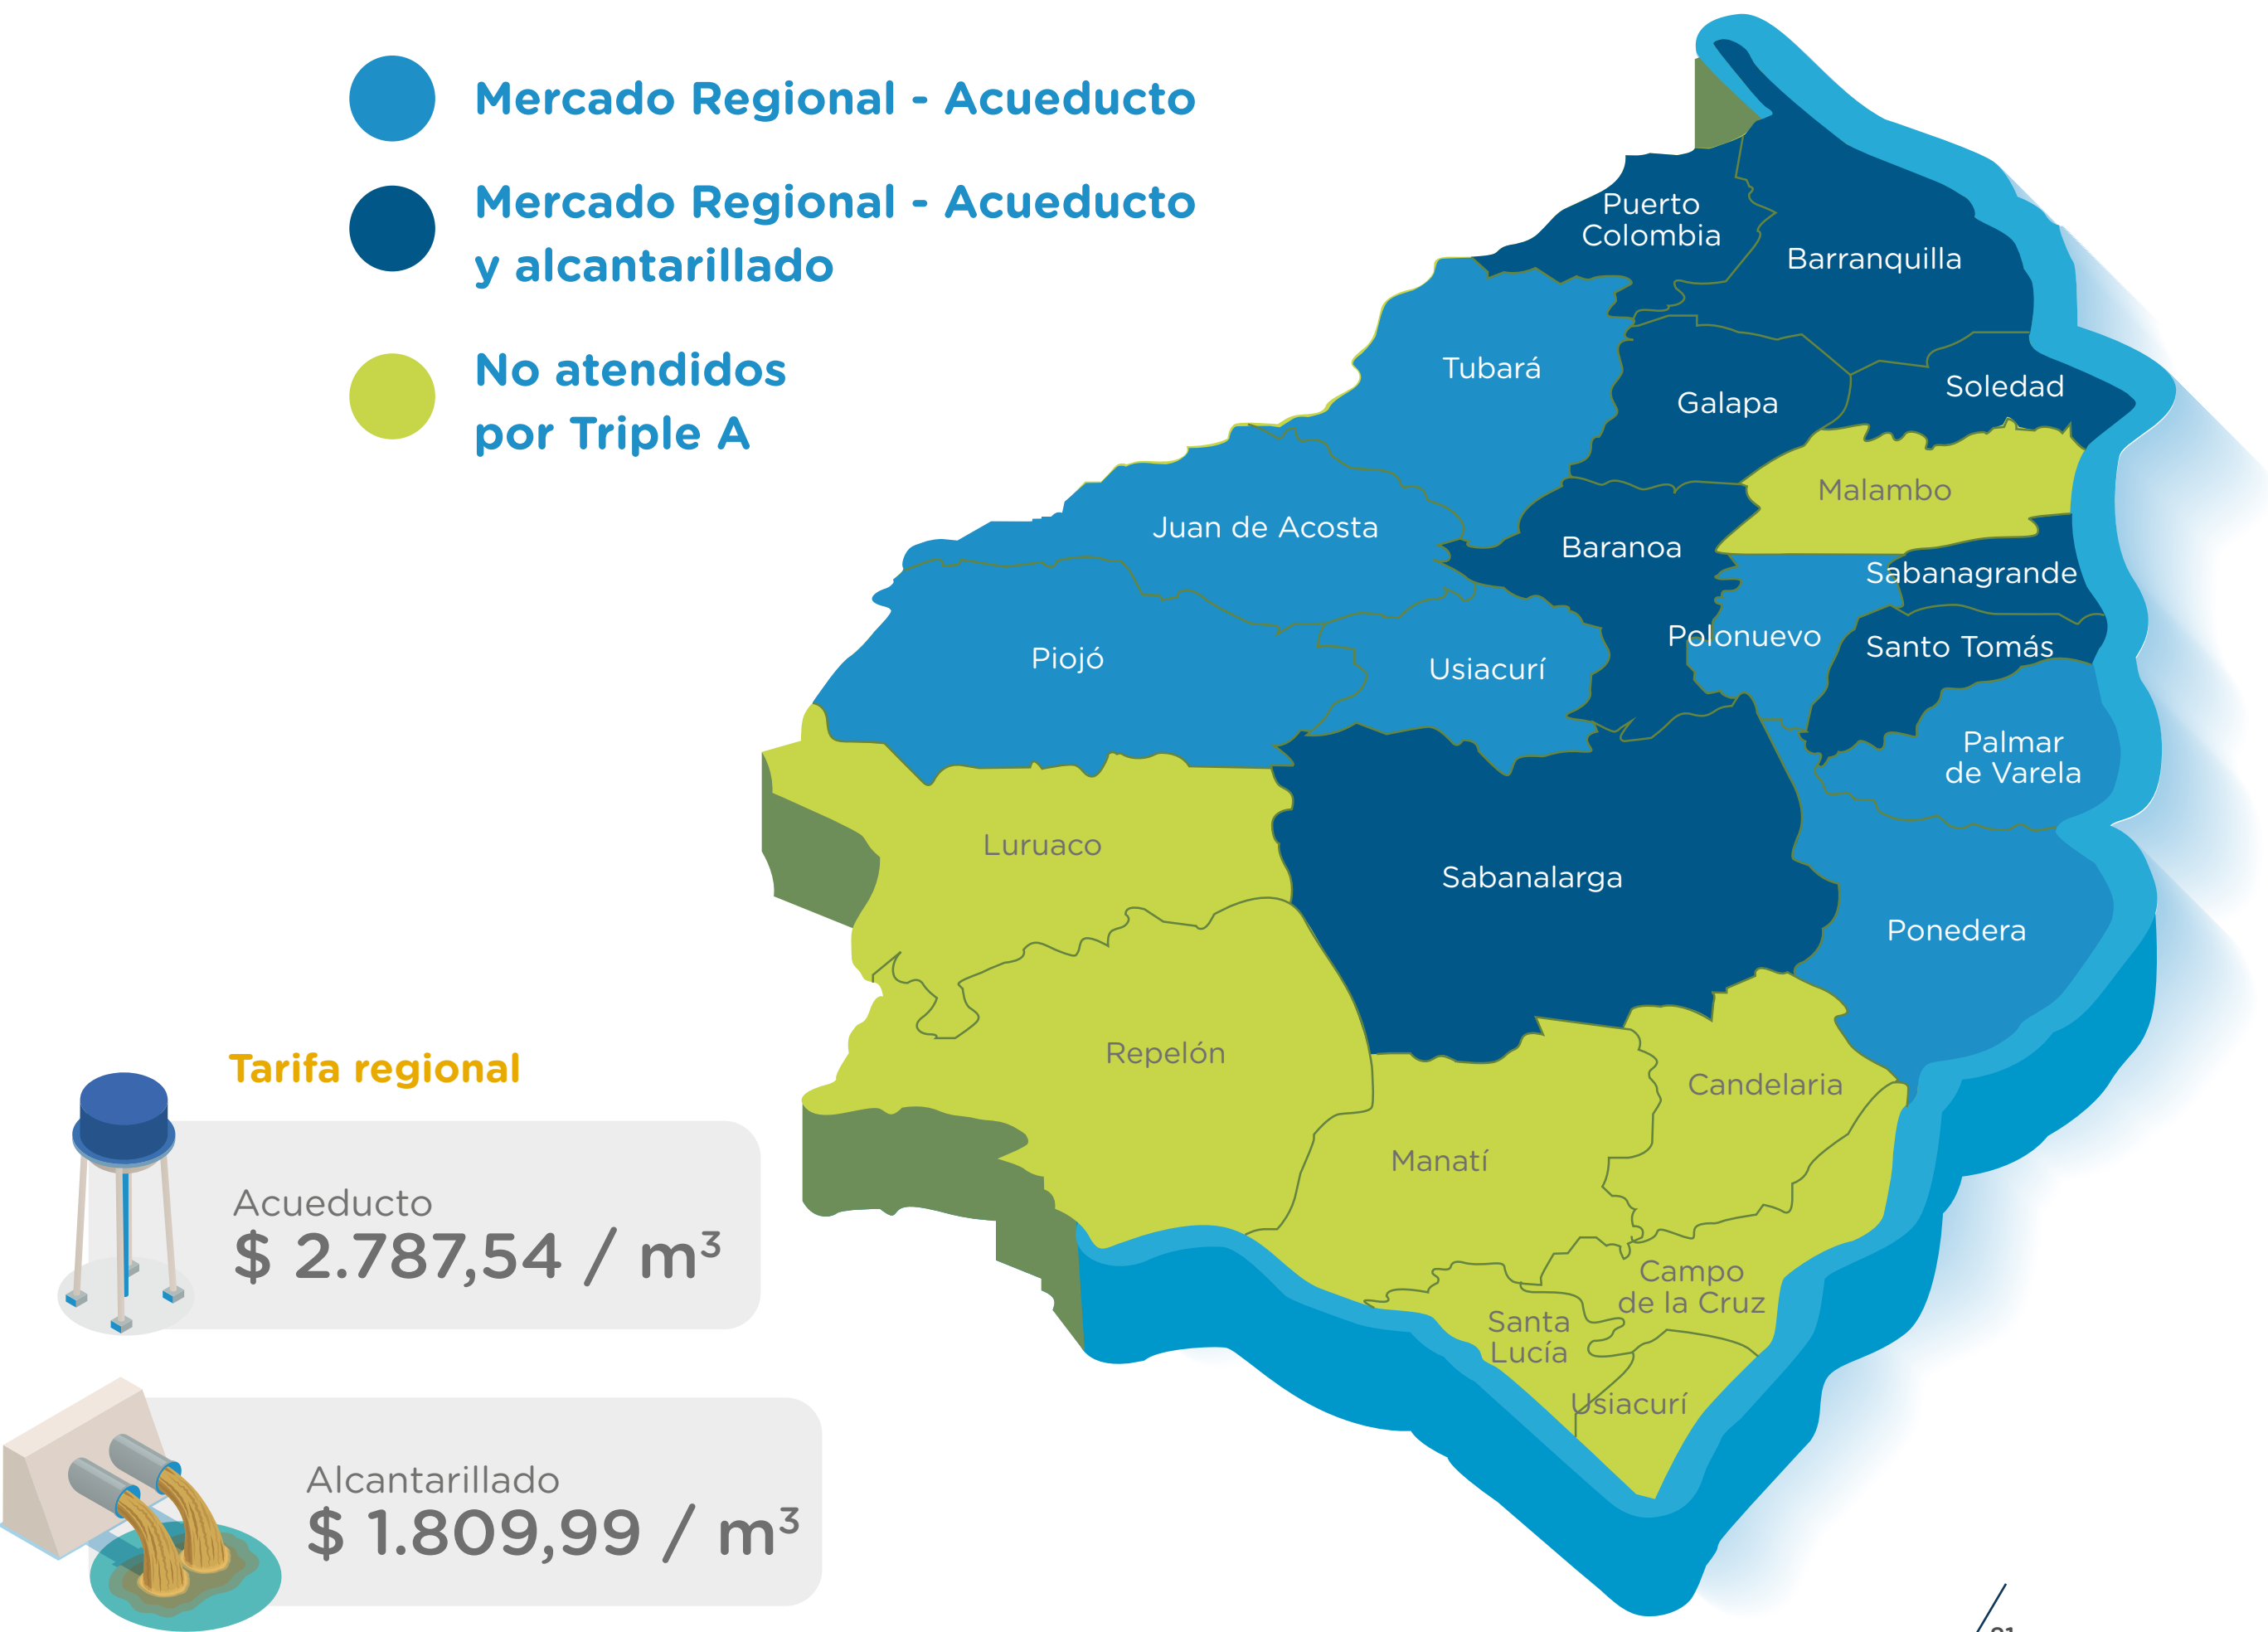 Mercado Regional - Acueducto
Mercado Regional - Acueducto
y alcantarillado
No atendidos
por Triple A
Puerto
Colombia
Barranquilla
Tubará
Galapa
Soledad
Malambo
Juan de Acosta
Baranoa
Sabanagrande
Polonuevo
Santo Tomás
Piojó
Usiacurí
Palmar
de Varela
Luruaco
Sabanalarga
Ponedera
Repelón
Candelaria
Manatí
Campo
de la Cruz
Santa
Lucía
Usiacurí
Tarifa regional
Acueducto
$ 2.787,54 / m³
Alcantarillado
$ 1.809,99 / m³